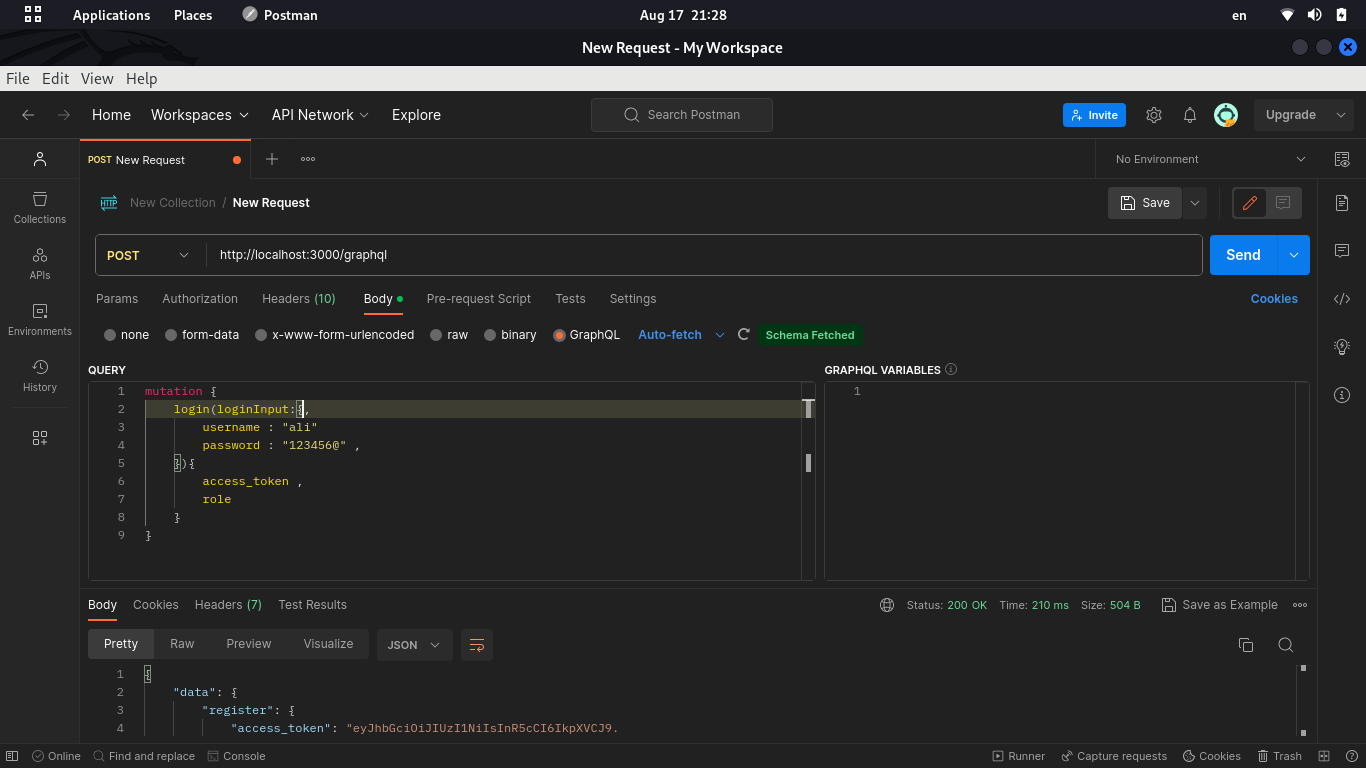 Applications Places Postman Aug 17 21:28 en
New Request - My Workspace
File Edit View Help
Home Workspaces API Network Explore Search Postman Invite Upgrade
POST New Request No Environment
HTTP New Collection / New Request Save
Collections
APIs
Environments
History
POST http://localhost:3000/graphql Send
Params Authorization Headers (10) Body Pre-request Script Tests Settings Cookies
none form-data x-www-form-urlencoded raw binary GraphQL Auto-fetch Schema Fetched
QUERY GRAPHQL VARIABLES
1 mutation {
2 login(loginInput:{,
3 username : "ali"
4 password : "123456@" ,
5 }){
6 access_token ,
7 role
8 }
9 }
1
Body Cookies Headers (7) Test Results Status: 200 OK Time: 210 ms Size: 504 B Save as Example
Pretty Raw Preview Visualize JSON
1 {
2 "data": {
3 "register": {
4 "access_token": "eyJhbGciOiJIUzI1NiIsInR5cCI6IkpXVCJ9.
Online Find and replace Console Runner Capture requests Cookies Trash